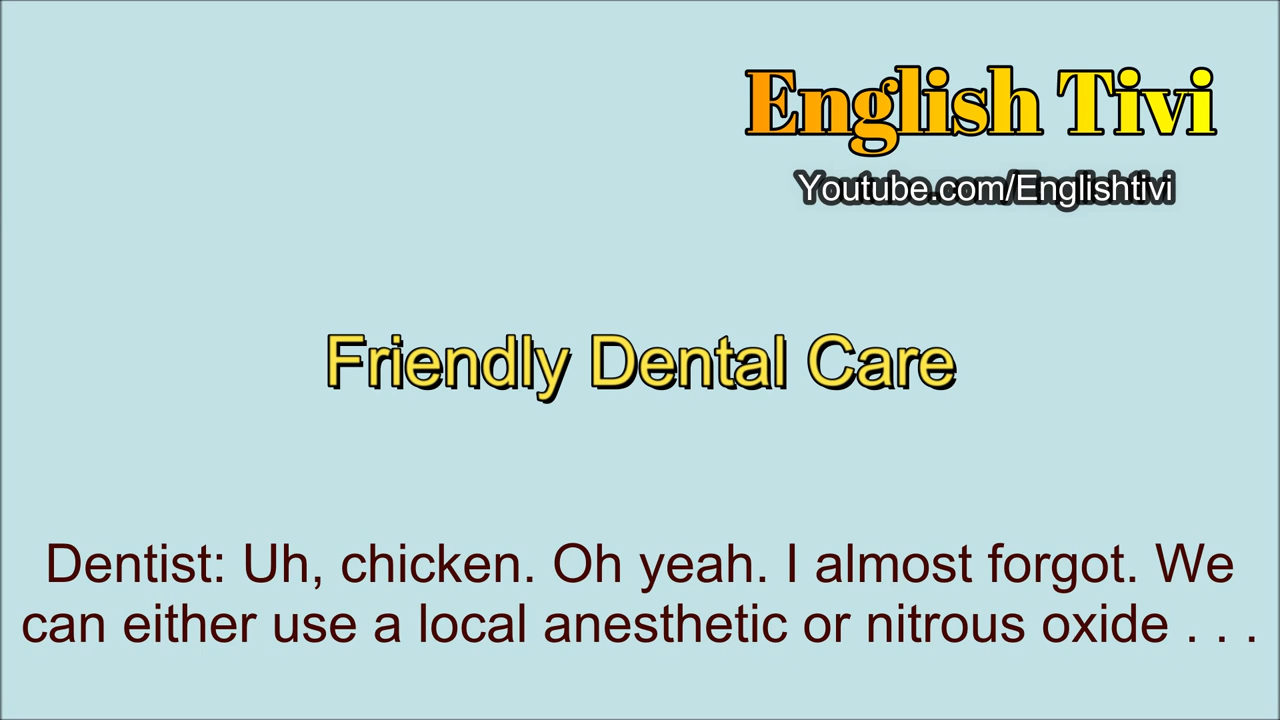 English Tivi
Youtube.com/Englishtivi
Friendly Dental Care
Dentist: Uh, chicken. Oh yeah. I almost forgot. We
can either use a local anesthetic or nitrous oxide . . .